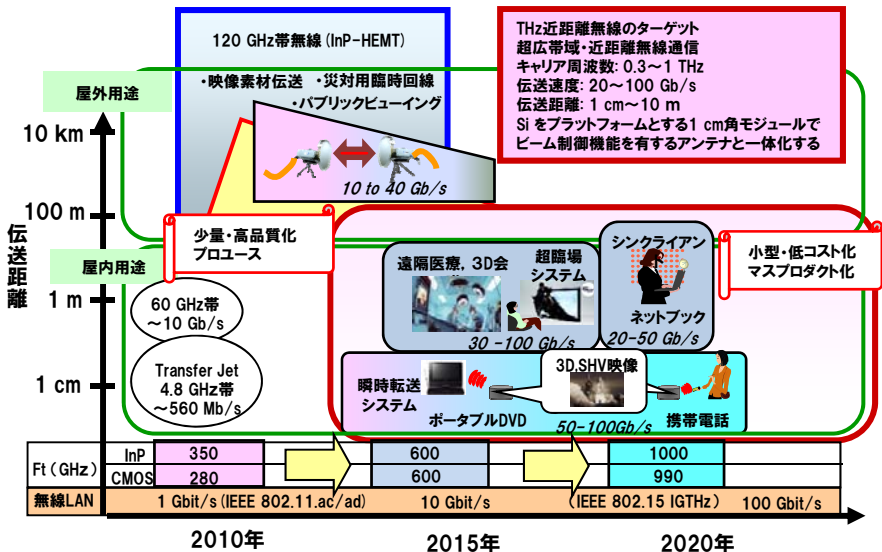 120 GHz帯無線(InP-HEMT)
・映像素材伝送 ・災対用臨時回線
・パブリックビューイング
10 to 40 Gb/s
THz近距離無線のターゲット
超広帯域・近距離無線通信
キャリア周波数: 0.3～1 THz
伝送速度: 20～100 Gb/s
伝送距離: 1 cm～10 m
Si をプラットフォームとする1 cm角モジュールで
ビーム制御機能を有するアンテナと一体化する
屋外用途
10 km
100 m
伝送距離
屋内用途
1 m
1 cm
少量・高品質化
プロユース
小型・低コスト化
マスプロダクト化
60 GHz帯
～10 Gb/s
Transfer Jet
4.8 GHz帯
～560 Mb/s
遠隔医療, 3D会
超臨場
システム
30 -100 Gb/s
シンクライアン
ネットブック
20-50 Gb/s
瞬時転送
システム
ポータブルDVD
3D,SHV映像
50-100Gb/s
携帯電話
Ft(GHz)
InP 350 600 1000
CMOS 280 600 990
無線LAN 1 Gbit/s (IEEE 802.11.ac/ad) 10 Gbit/s (IEEE 802.15 IGTHz) 100 Gbit/s
2010年 2015年 2020年